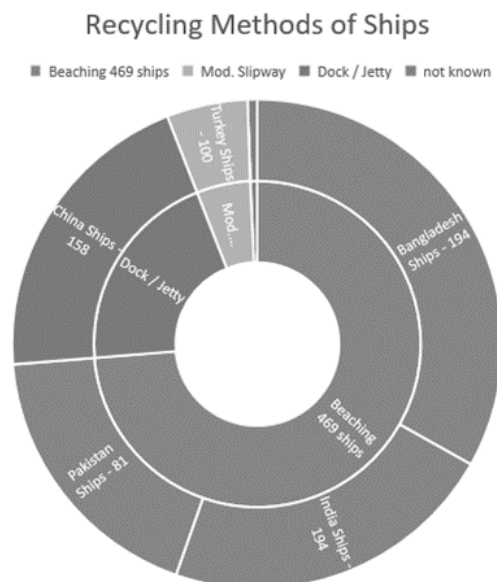 Recycling Methods of Ships
Beaching 469 ships Mod. Slipway Dock / Jetty not known
Turkey Ships
- 100
Mod....
Bangladesh
Ships - 194
China Ships -
158
Dock / Jetty
Beaching
469 ships
Pakistan
Ships - 81
India Ships -
194